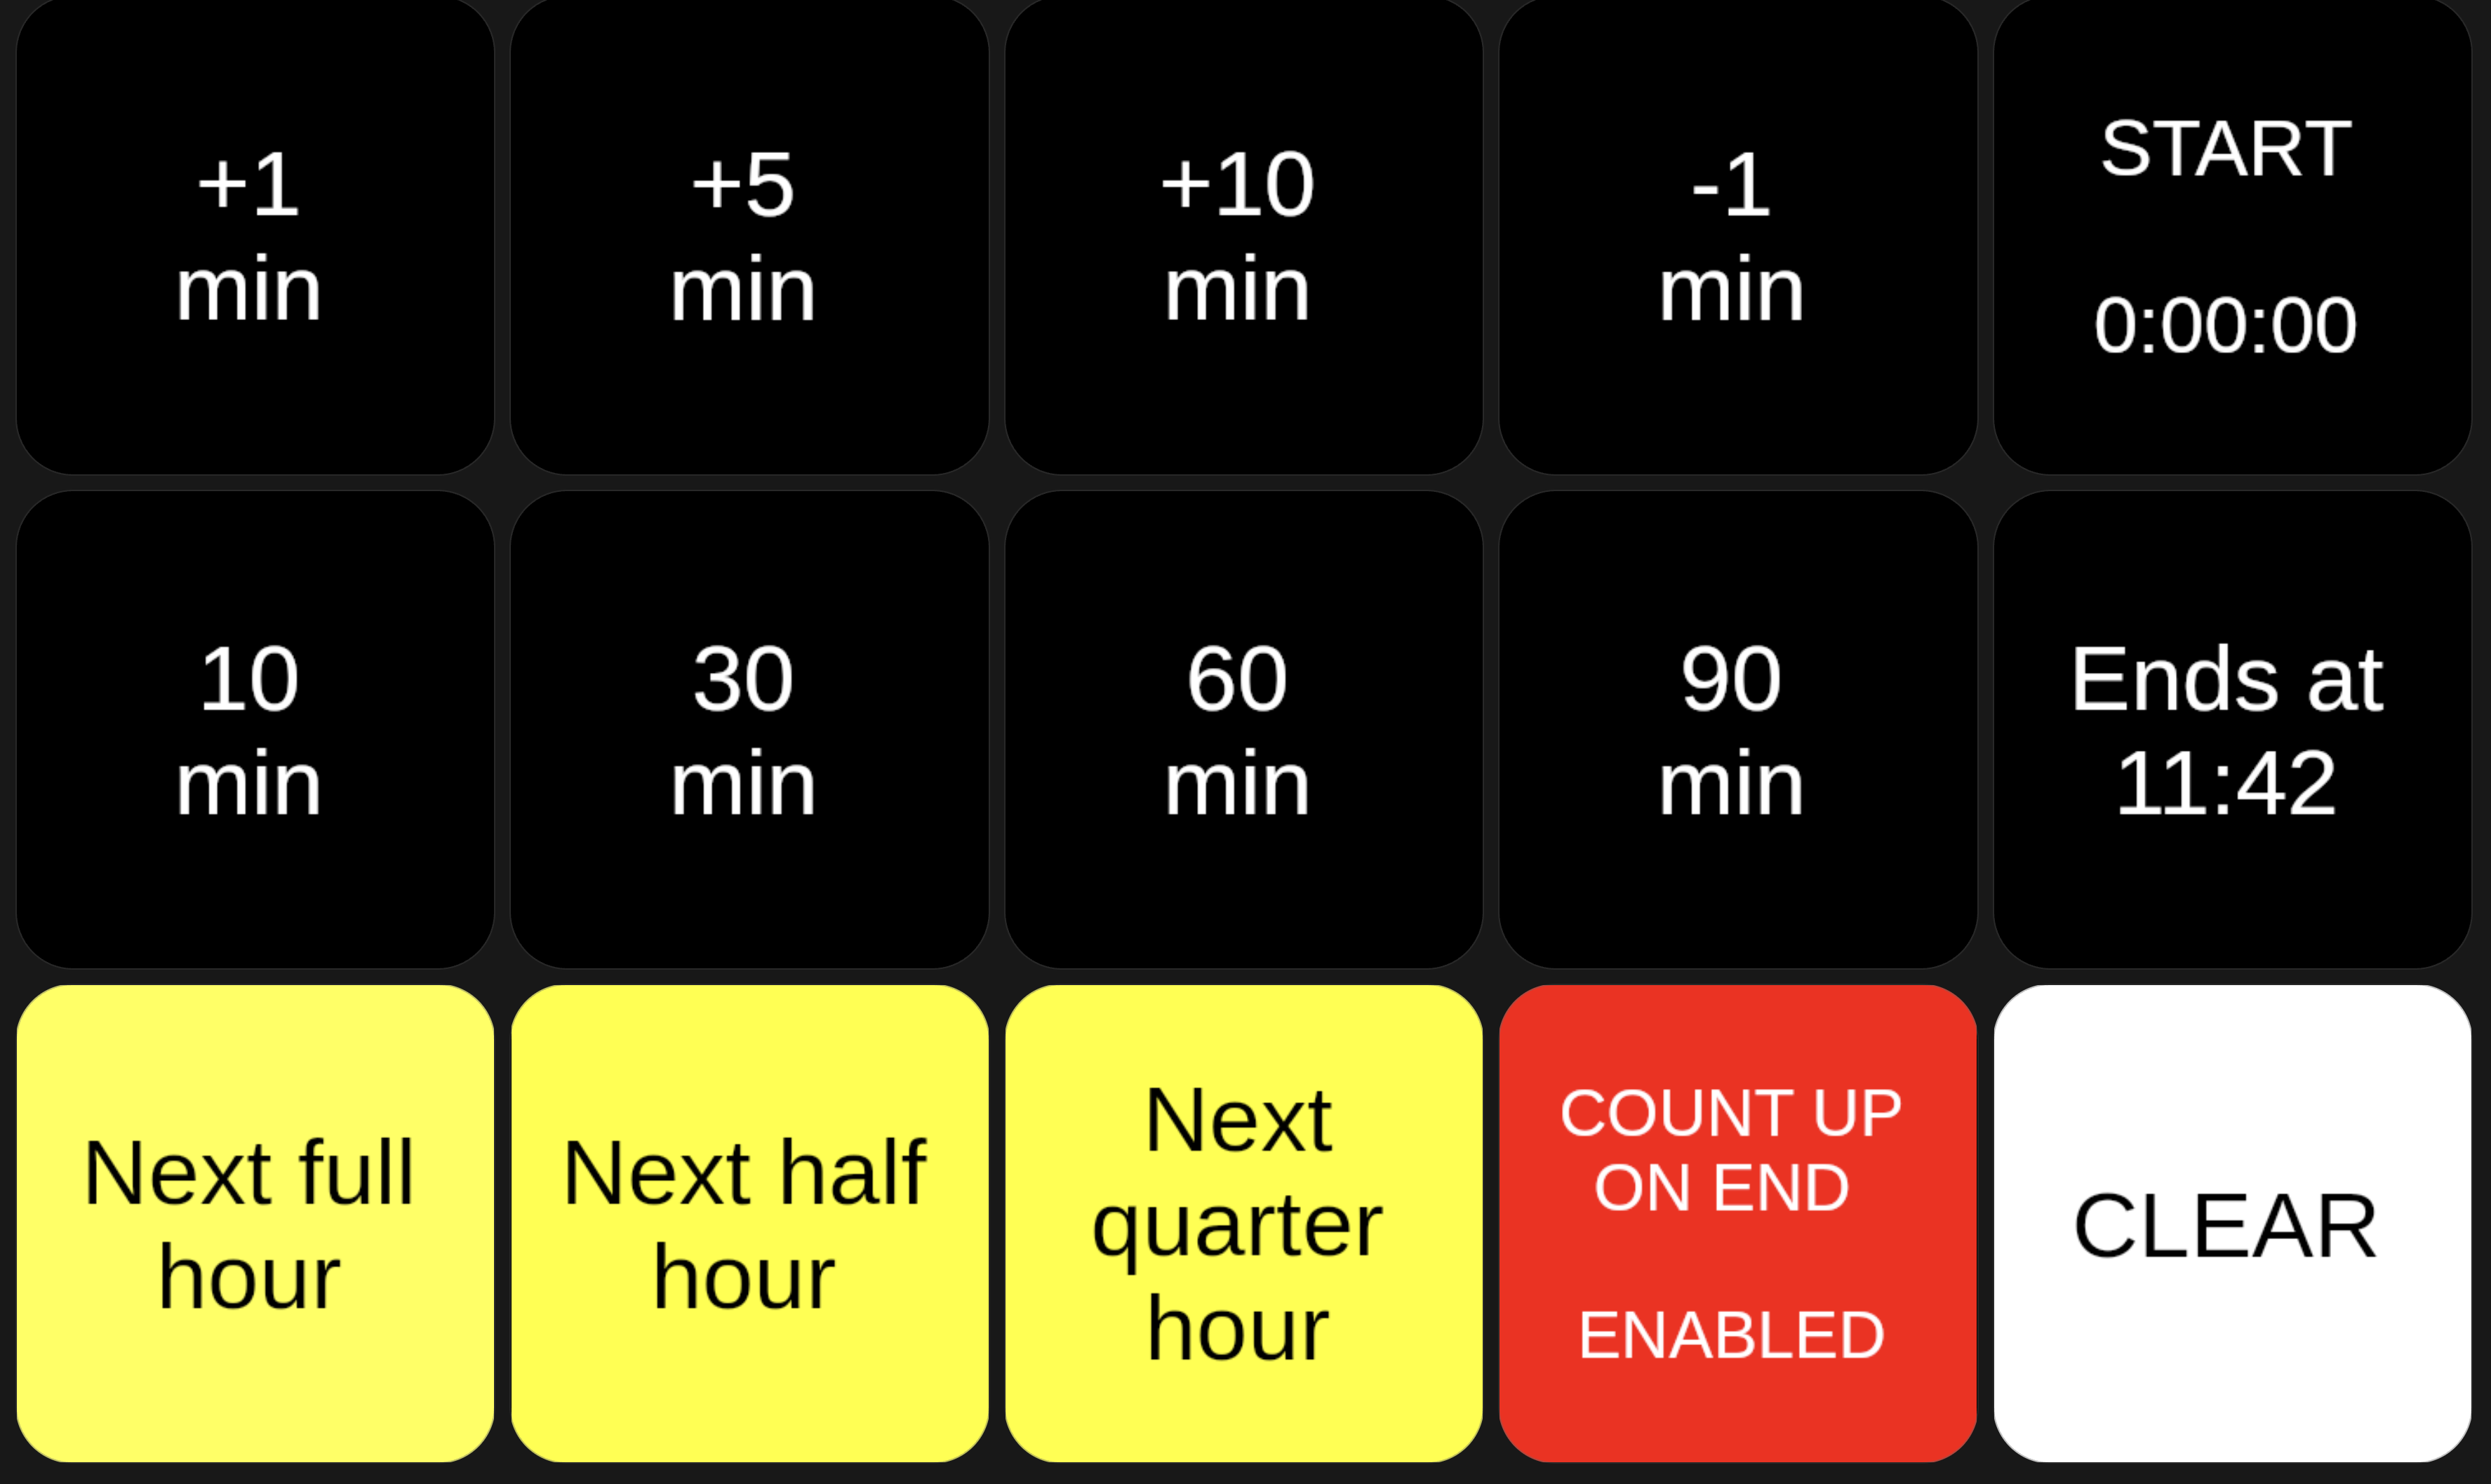 +1
min
+5
min
+10
min
-1
min
START
0:00:00
10
min
30
min
60
min
90
min
Ends at
11:42
Next full
hour
Next half
hour
Next
quarter
hour
COUNT UP
ON END
ENABLED
CLEAR